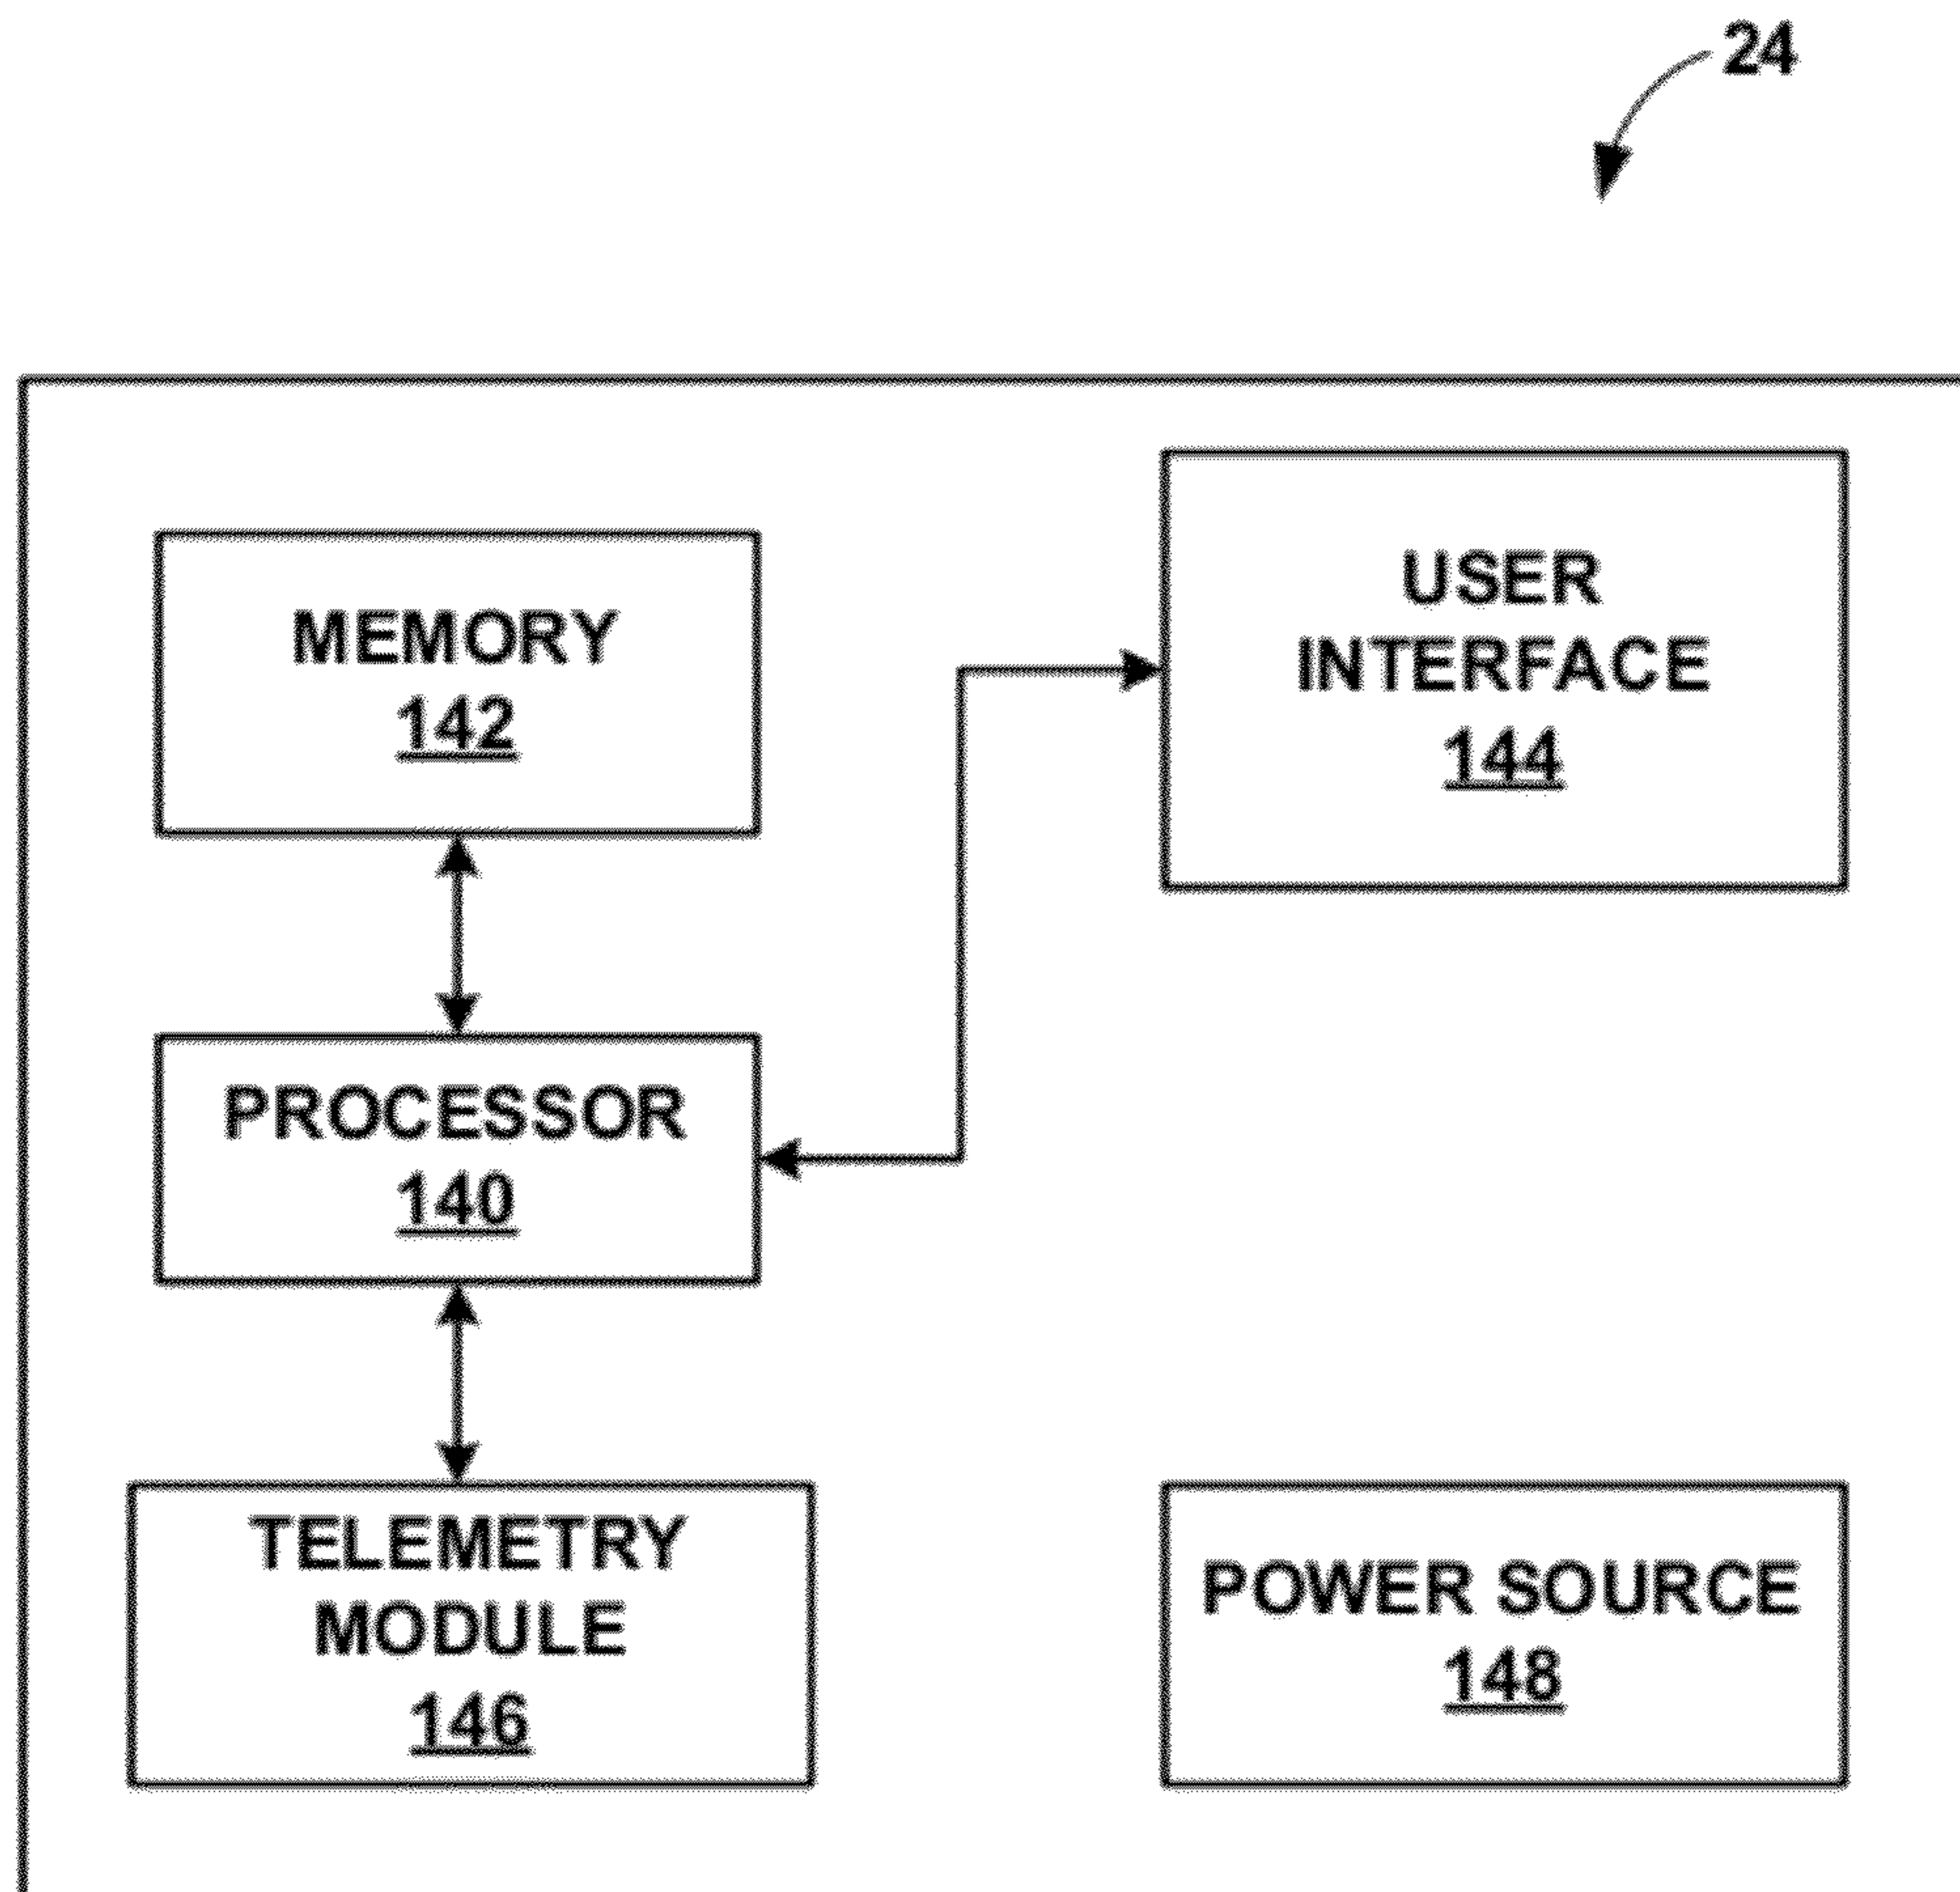 24
MEMORY
142
USER
INTERFACE
144
PROCESSOR
140
TELEMETRY
MODULE
146
POWER SOURCE
148